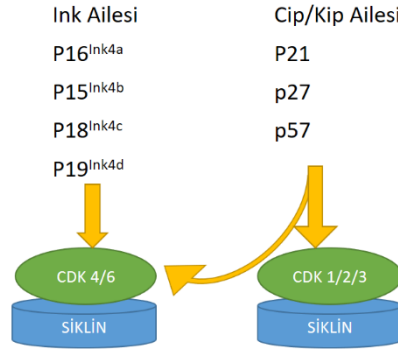 Ink Ailesi
P16Ink4a
P15Ink4b
P18Ink4c
P19Ink4d
CDK 4/6
SİKLİN
Cip/Kip Ailesi
P21
p27
p57
CDK 1/2/3
SİKLİN